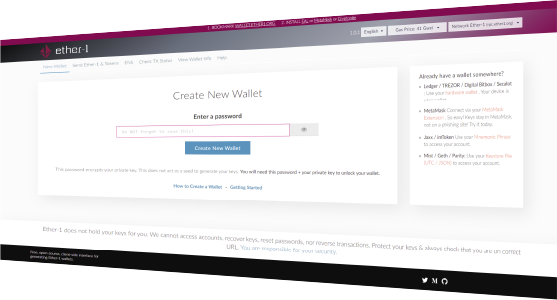 1. BOOKMARK WALLET.ETHER1.ORG 2. INSTALL EAL or MetaMask or Cryptonite
ether-1
English Gas Price: 41 Gwei Network Ether-1
New Wallet Send Ether-1 & Tokens ENS Check TX Status View Wallet Info Help
Create New Wallet
Enter a password
Do NOT forget to save this!
Create New Wallet
This password encrypts your private key. This does not act as a seed to generate your keys. You will need this password + your private key to unlock your wallet.
How to Create a Wallet • Getting Started
Already have a wallet somewhere?
Ledger / TREZOR / Digital Bitbox / Secalot
: Use your hardware wallet . Your device is
MetaMask Connect via your MetaMask
Extension . So easy! Keys stay in MetaMask,
not on a phishing site! Try it today.
Jaxx / imToken Use your Mnemonic Phrase
to access your account.
Mist / Geth / Parity: Use your Keystore File
(UTC / JSON) to access your account.
Ether-1 does not hold your keys for you. We cannot access accounts, recover keys, reset passwords, nor reverse transactions. Protect your keys & always check that you are on correct
URL. You are responsible for your security.
Free, open-source, client-side interface for
generating Ether-1 wallets